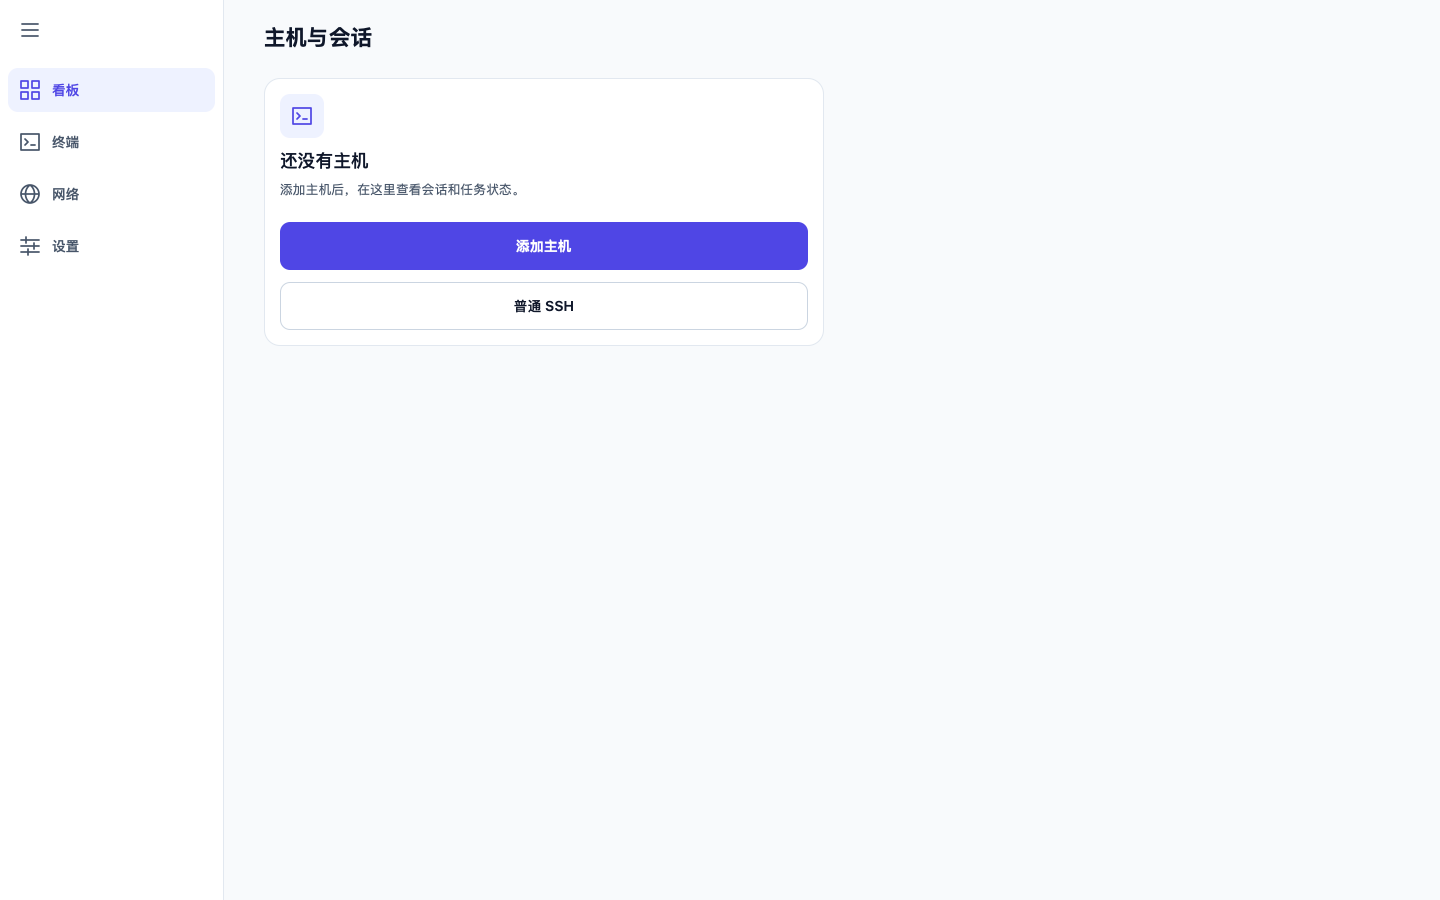 主机与会话
看板
终端
网络
设置
还没有主机
添加主机后，在这里查看会话和任务状态。
添加主机
普通 SSH